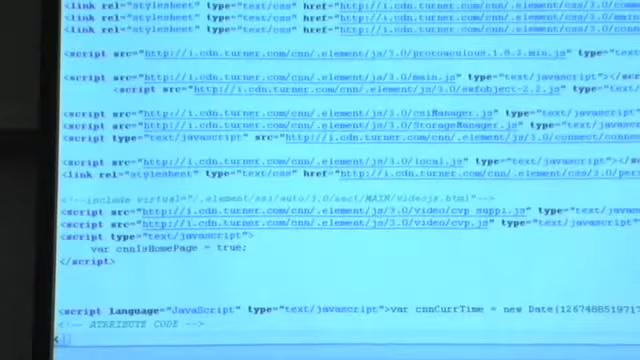 <link rel="stylesheet" type="text/css" href="http://i.cdn.turner.com/cnn/.element/css/3.0/comm
<link rel="stylesheet" type="text/css" href="http://i.cdn.turner.com/cnn/.element/css/3.0/main
<script src="http://i.cdn.turner.com/cnn/.element/js/3.0/protoaculous.1.8.2.min.js" type="text
<script src="http://i.cdn.turner.com/cnn/.element/js/3.0/main.js" type="text/javascript"></scr
<script src="http://i.cdn.turner.com/cnn/.element/js/3.0/swfobject-2.2.js" type="text/
<script src="http://i.cdn.turner.com/cnn/.element/js/3.0/csiManager.js" type="text/javascript"
<script src="http://i.cdn.turner.com/cnn/.element/js/3.0/StorageManager.js" type="text/javascr
<script type="text/javascript" src="http://i.cdn.turner.com/cnn/.element/js/3.0/connect/connec
<script src="http://i.cdn.turner.com/cnn/.element/js/3.0/local.js" type="text/javascript"></s
<link rel="stylesheet" type="text/css" href="http://i.cdn.turner.com/cnn/.element/css/3.0/per
<!--include virtual="/.element/ssi/auto/3.0/sect/MAIN/videojs.html"-->
<script src="http://i.cdn.turner.com/cnn/.element/js/3.0/video/cvp_suppl.js" type="text/javasc
<script src="http://i.cdn.turner.com/cnn/.element/js/3.0/video/cvp.js" type="text/javascript"
<script type="text/javascript">
var cnnIsHomePage = true;
</script>
<script language="JavaScript" type="text/javascript">var cnnCurrTime = new Date(1267488519717
<!-- ATTRIBUTE CODE -->
<